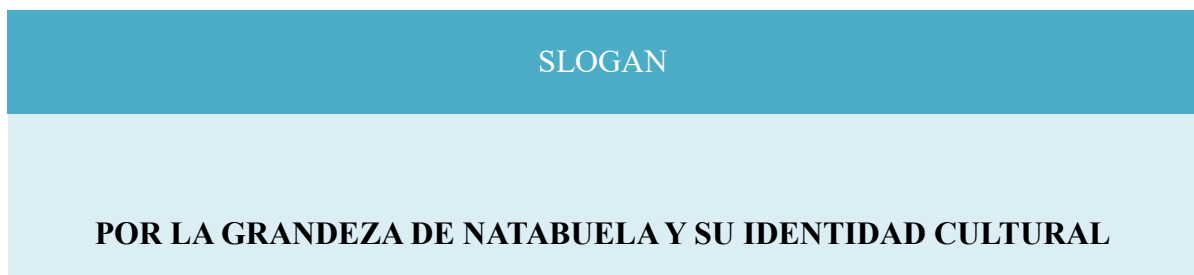 SLOGAN
POR LA GRANDEZA DE NATABUELA Y SU IDENTIDAD CULTURAL